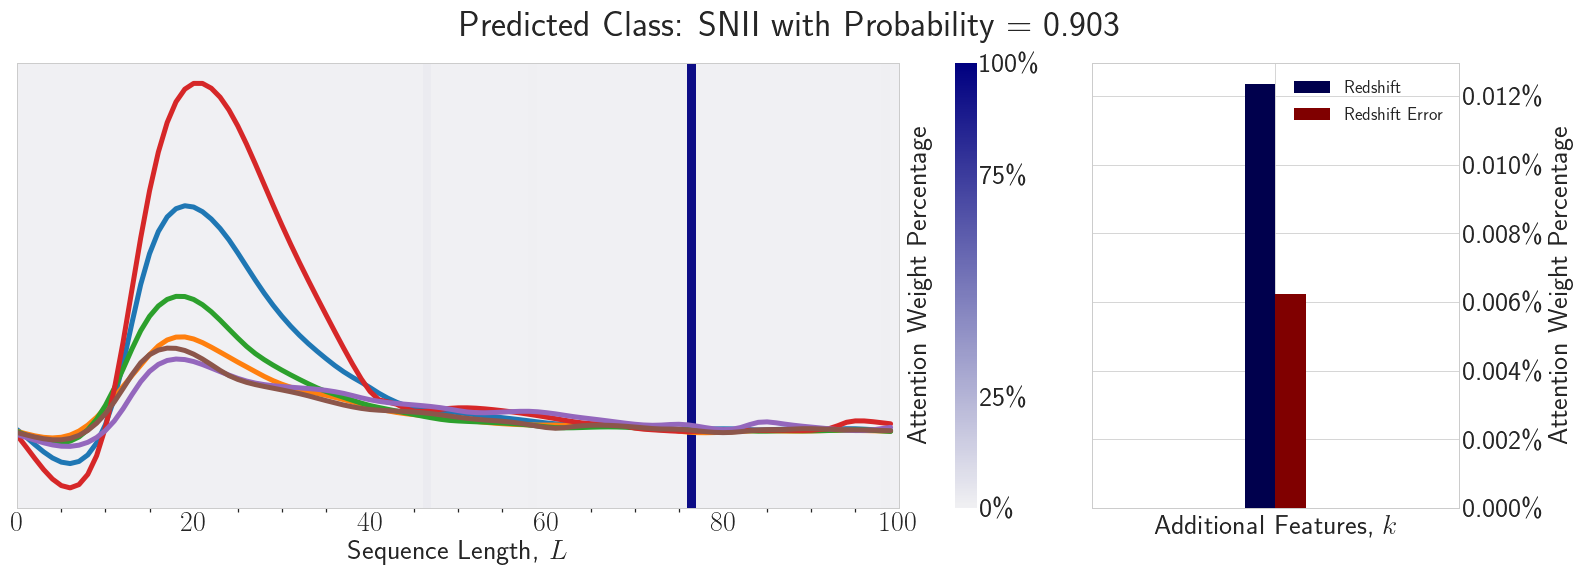 Predicted Class: SNII with Probability = 0.903
0 20 40 60 80 100
Sequence Length, L
100%
75%
25%
0%
Attention Weight Percentage
Redshift
Redshift Error
0.012%
0.010%
0.008%
0.006%
0.004%
0.002%
0.000%
Attention Weight Percentage
Additional Features, k